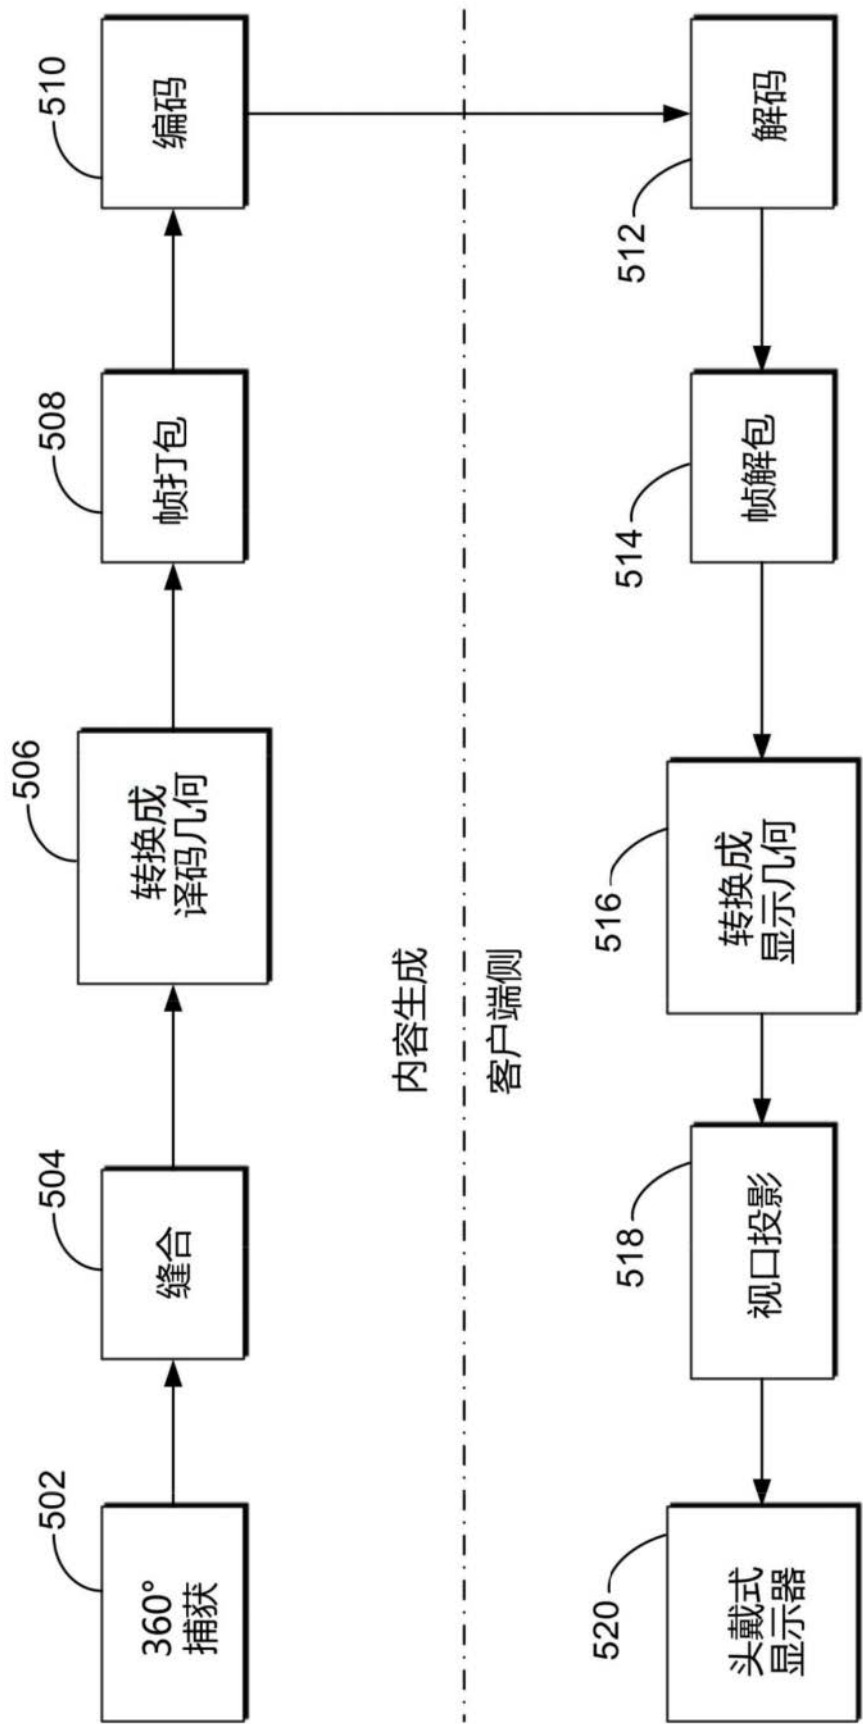 502
360°
捕获
504
缝合
506
转换成
译码几何
508
帧打包
510
编码
内容生成
客户端侧
520
头戴式
显示器
518
视口投影
516
转换成
显示几何
514
帧解包
512
解码